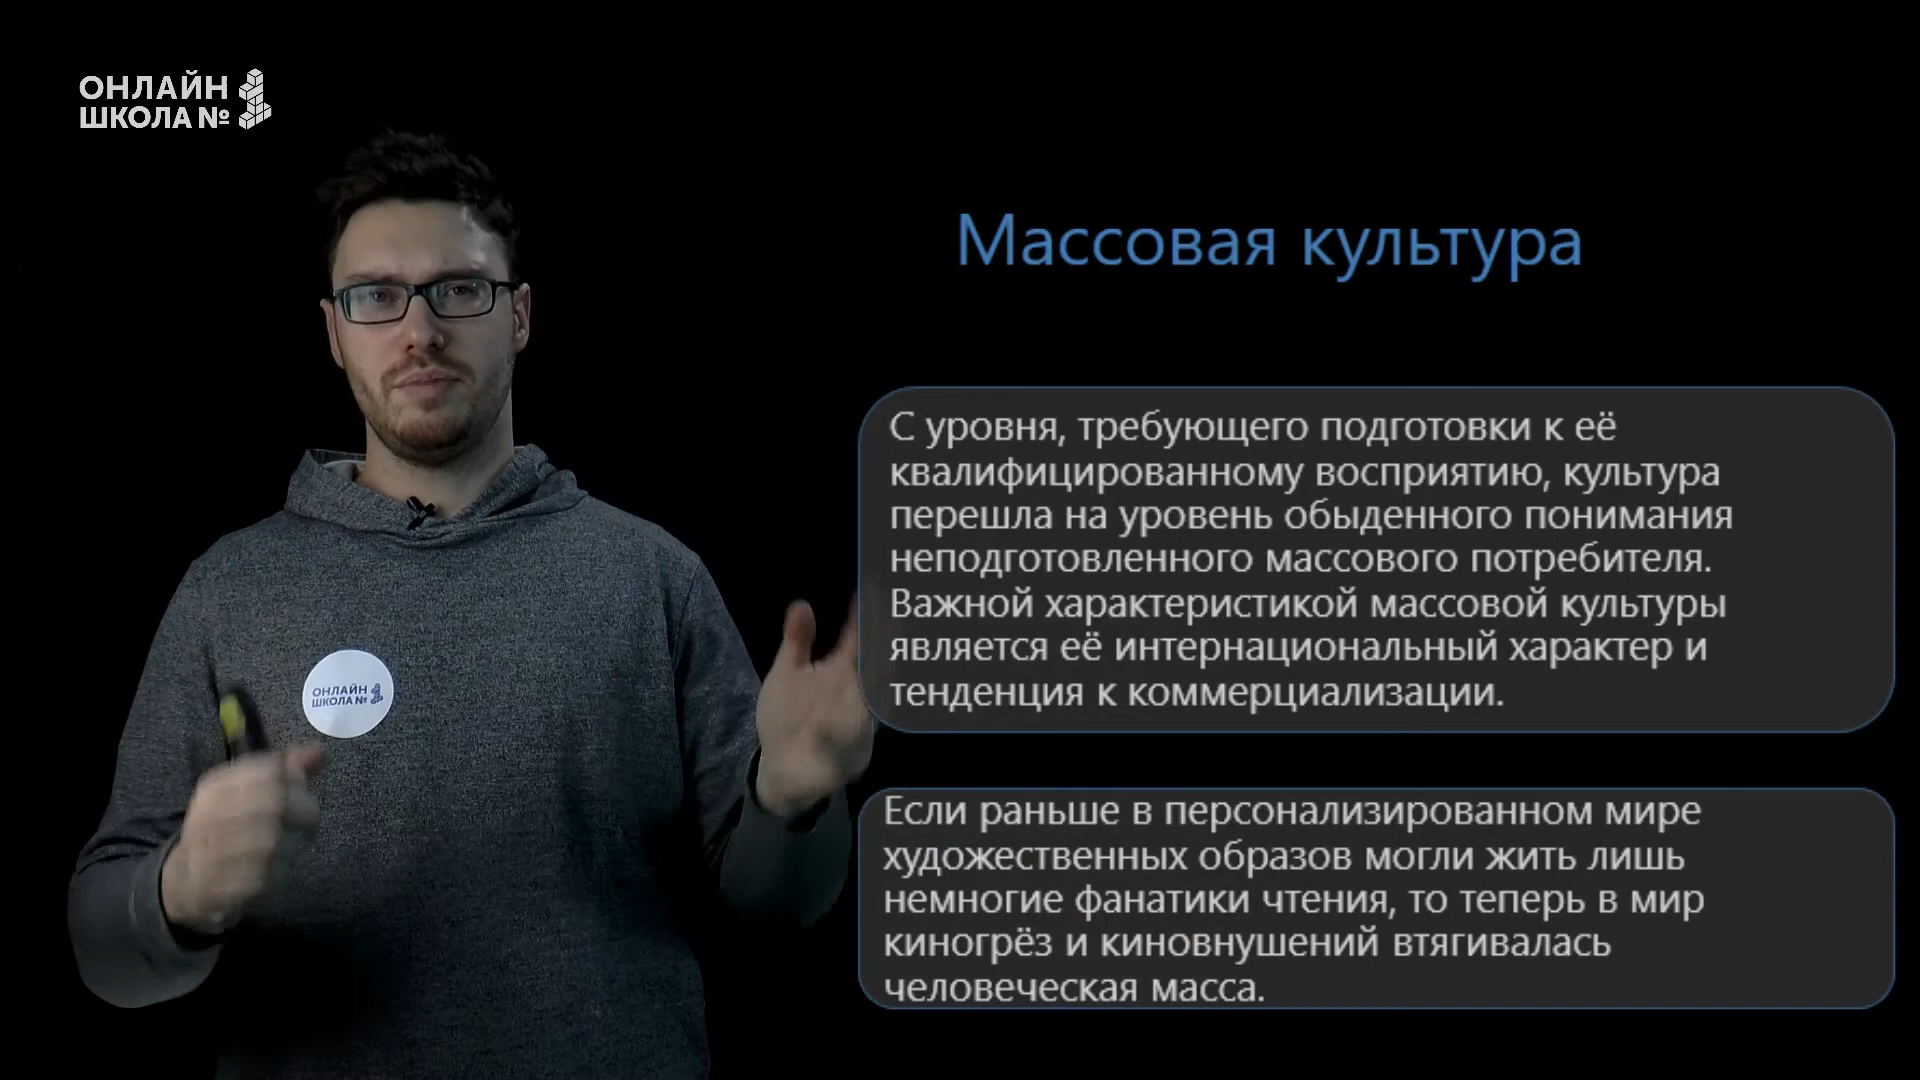 ОНЛАЙН
ШКОЛА №
Массовая культура
С уровня, требующего подготовки к её
квалифицированному восприятию, культура
перешла на уровень обыденного понимания
неподготовленного массового потребителя.
Важной характеристикой массовой культуры
является её интернациональный характер и
тенденция к коммерциализации.
ОНЛАЙН
ШКОЛА №
Если раньше в персонализированном мире
художественных образов могли жить лишь
немногие фанатики чтения, то теперь в мир
киногрёз и киновнушений втягивалась
человеческая масса.